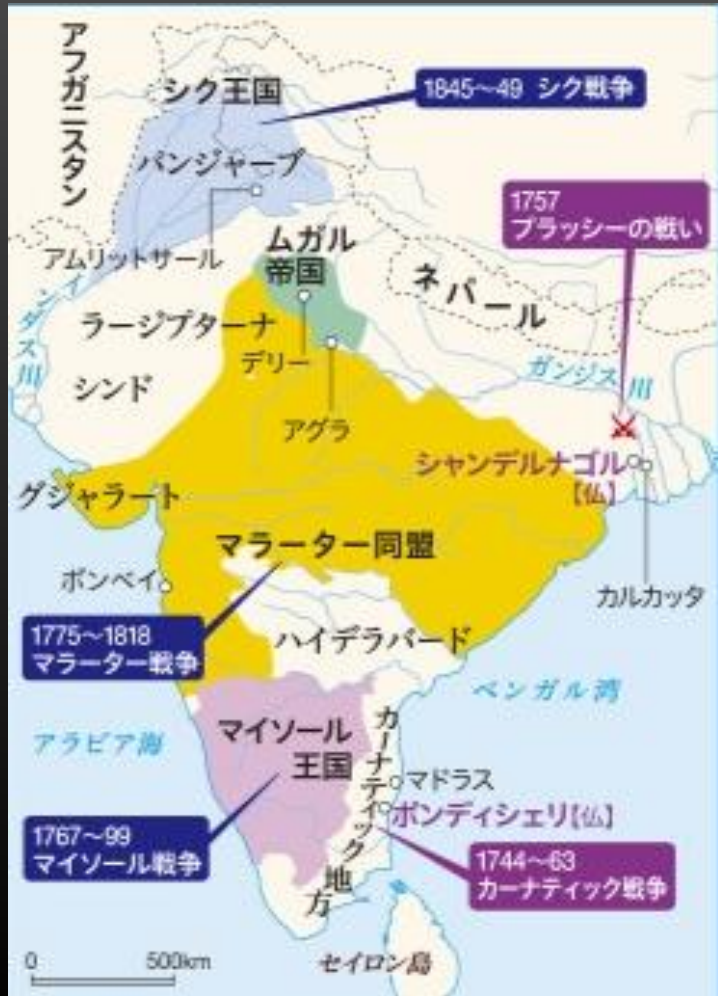 アフガニスタン
シク王国
1845〜49 シク戦争
パンジャーブ
1757
プラッシーの戦い
アムリットサール
ムガル
帝国
ネパール
インダス川
ラージプターナ
デリー
ガンジス川
シンド
アグラ
シャンデルナゴル
【仏】
グジャラート
マラーター同盟
ボンベイ
カルカッタ
1775〜1818
マラーター戦争
ハイデラバード
ベンガル湾
アラビア海
マイソール
王国
カーナティック地方
マドラス
ポンディシェリ【仏】
1767〜99
マイソール戦争
1744〜63
カーナティック戦争
0 500km
セイロン島